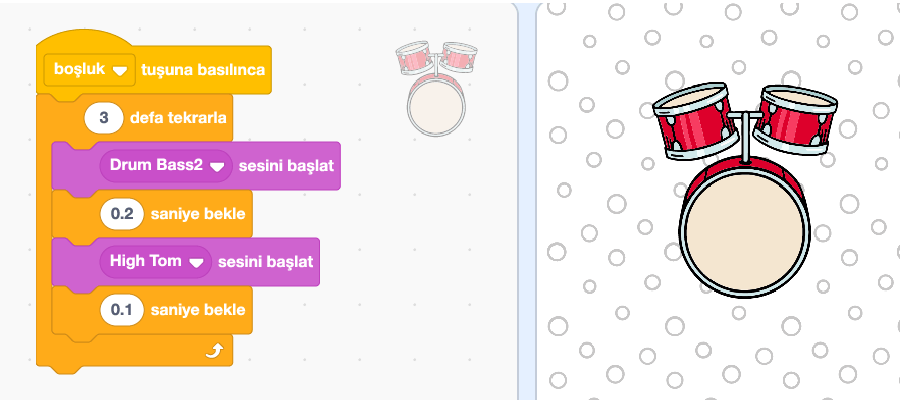 boşluk tuşuna basılınca
3 defa tekrarla
Drum Bass2 sesini başlat
0.2 saniye bekle
High Tom sesini başlat
0.1 saniye bekle